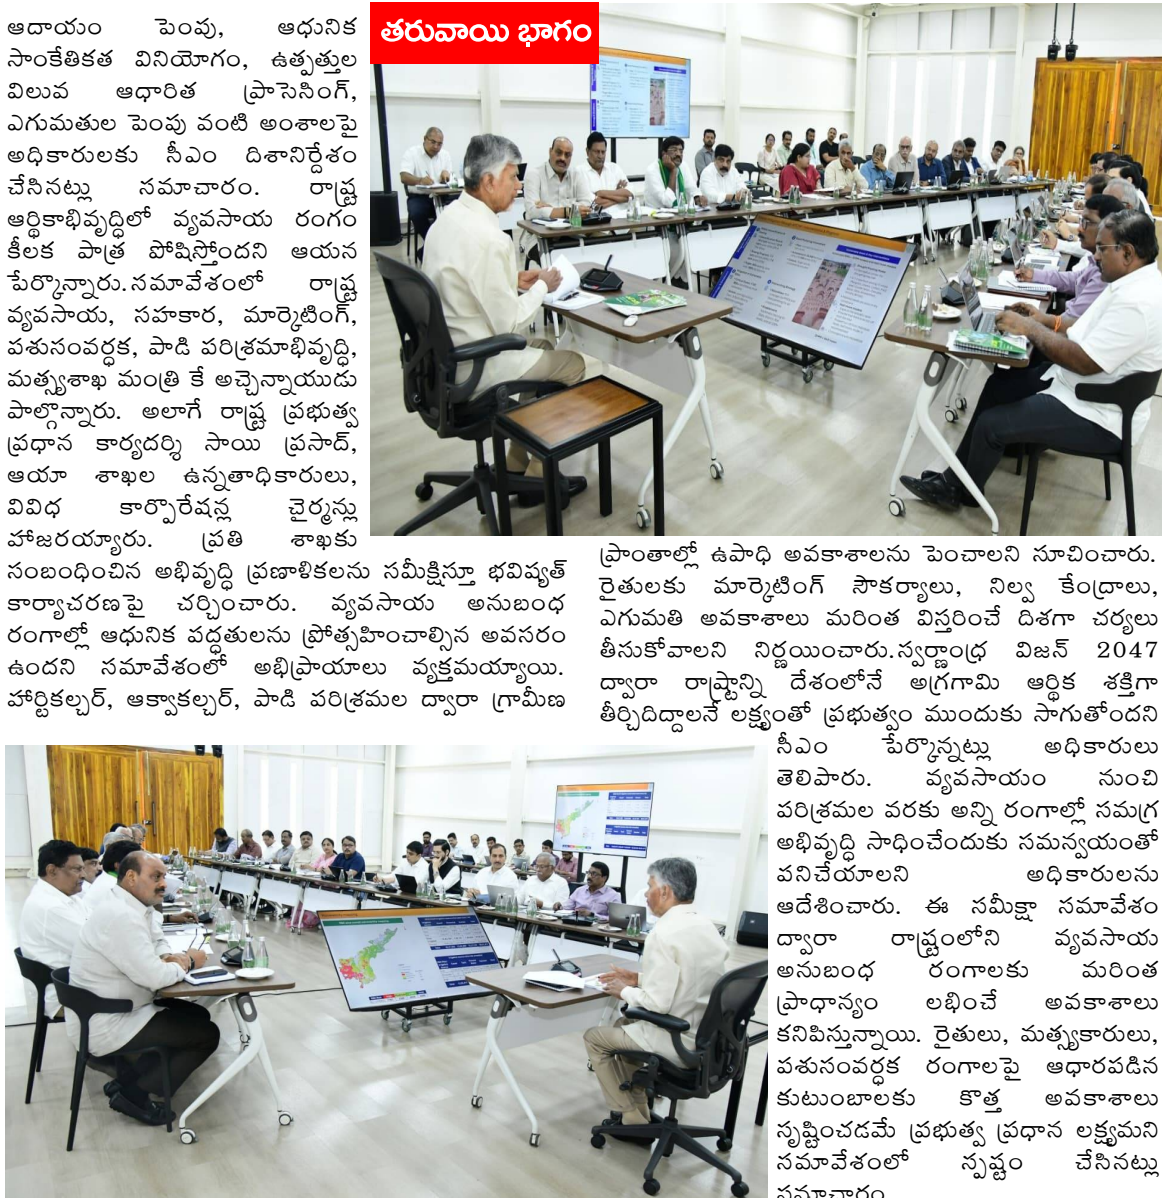 తరువాయి భాగం
ఆదాయం పెంపు, ఆధునిక
సాంకేతికత వినియోగం, ఉత్పత్తుల
విలువ ఆధారిత ప్రాసెసింగ్,
ఎగుమతుల పెంపు వంటి అంశాలపై
అధికారులకు సీఎం దిశానిర్దేశం
చేసినట్లు సమాచారం. రాష్ట్ర
ఆర్థికాభివృద్ధిలో వ్యవసాయ రంగం
కీలక పాత్ర పోషిస్తోందని ఆయన
పేర్కొన్నారు.సమావేశంలో రాష్ట్ర
వ్యవసాయ, సహకార, మార్కెటింగ్,
పశుసంవర్ధక, పాడి పరిశ్రమాభివృద్ధి,
మత్స్యశాఖ మంత్రి కే అచ్చెన్నాయుడు
పాల్గొన్నారు. అలాగే రాష్ట్ర ప్రభుత్వ
ప్రధాన కార్యదర్శి సాయి ప్రసాద్,
ఆయా శాఖల ఉన్నతాధికారులు,
వివిధ కార్పొరేషన్ల చైర్మన్లు
హాజరయ్యారు. ప్రతి శాఖకు
సంబంధించిన అభివృద్ధి ప్రణాళికలను సమీక్షిస్తూ భవిష్యత్
కార్యాచరణపై చర్చించారు. వ్యవసాయ అనుబంధ
రంగాల్లో ఆధునిక పద్ధతులను ప్రోత్సహించాల్సిన అవసరం
ఉందని సమావేశంలో అభిప్రాయాలు వ్యక్తమయ్యాయి.
హార్టికల్చర్, ఆక్వాకల్చర్, పాడి పరిశ్రమల ద్వారా గ్రామీణ
ప్రాంతాల్లో ఉపాధి అవకాశాలను పెంచాలని సూచించారు.
రైతులకు మార్కెటింగ్ సౌకర్యాలు, నిల్వ కేంద్రాలు,
ఎగుమతి అవకాశాలు మరింత విస్తరించే దిశగా చర్యలు
తీసుకోవాలని నిర్ణయించారు.స్వర్ణాంధ్ర విజన్ 2047
ద్వారా రాష్ట్రాన్ని దేశంలోనే అగ్రగామి ఆర్థిక శక్తిగా
తీర్చిదిద్దాలనే లక్ష్యంతో ప్రభుత్వం ముందుకు సాగుతోందని
సీఎం పేర్కొన్నట్లు అధికారులు
తెలిపారు. వ్యవసాయం నుంచి
పరిశ్రమల వరకు అన్ని రంగాల్లో సమగ్ర
అభివృద్ధి సాధించేందుకు సమన్వయంతో
పనిచేయాలని అధికారులను
ఆదేశించారు. ఈ సమీక్షా సమావేశం
ద్వారా రాష్ట్రంలోని వ్యవసాయ
అనుబంధ రంగాలకు మరింత
ప్రాధాన్యం లభించే అవకాశాలు
కనిపిస్తున్నాయి. రైతులు, మత్స్యకారులు,
పశుసంవర్ధక రంగాలపై ఆధారపడిన
కుటుంబాలకు కొత్త అవకాశాలు
సృష్టించడమే ప్రభుత్వ ప్రధాన లక్ష్యమని
సమావేశంలో స్పష్టం చేసినట్లు
సమాచారం.